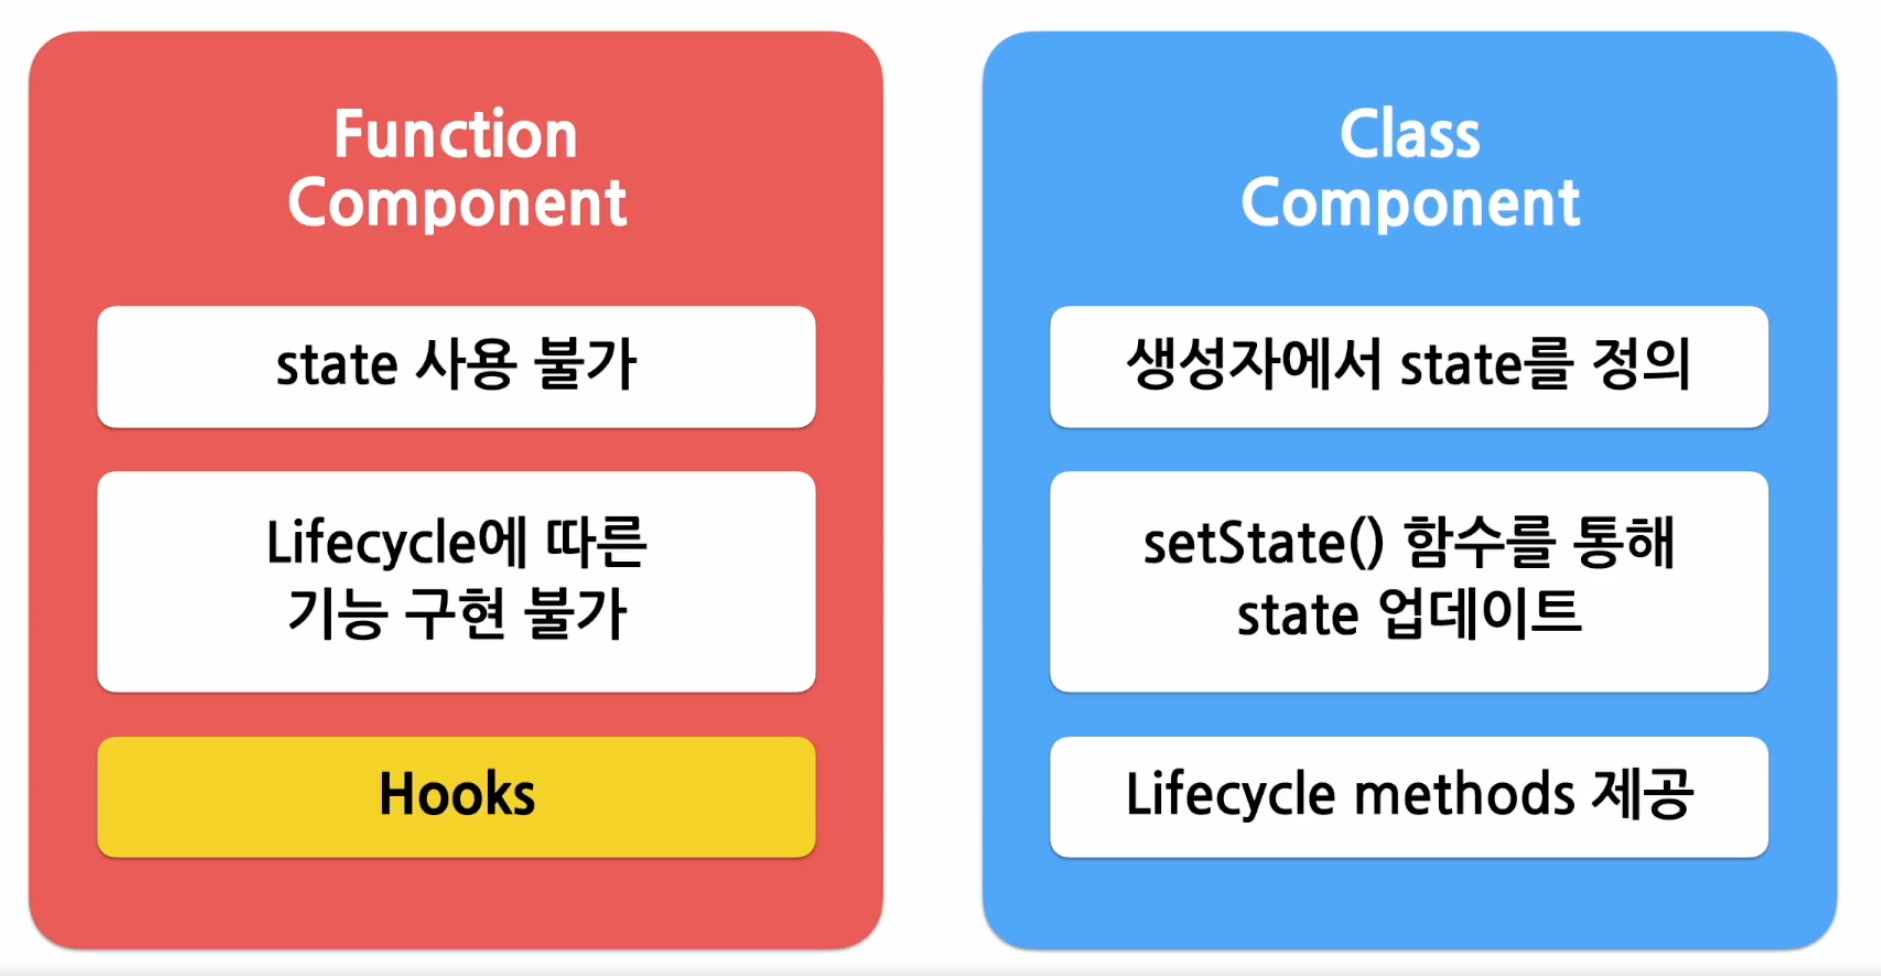 Function
Component
state 사용 불가
Lifecycle에 따른
기능 구현 불가
Hooks
Class
Component
생성자에서 state를 정의
setState() 함수를 통해
state 업데이트
Lifecycle methods 제공